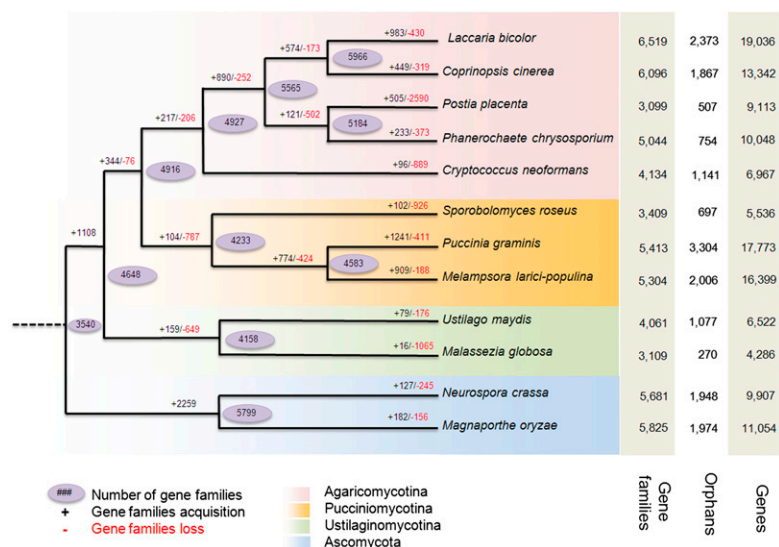 +983/-430
Laccaria bicolor 6,519 2,373 19,036
+574/-173
5966
+449/-319
Coprinopsis cinerea 6,096 1,867 13,342
+890/-252
5565
+505/-2590
Postia placenta 3,099 507 9,113
+217/-206
4927
+121/-502
5184
+233/-373
Phanerochaete chrysosporium 5,044 754 10,048
+344/-76
4916
+96/-889
Cryptococcus neoformans 4,134 1,141 6,967
+102/-926
Sporobolomyces roseus 3,409 697 5,536
+1108
+104/-787
4233
+1241/-411
Puccinia graminis 5,413 3,304 17,773
4648
+774/-424
4583
+909/-188
Melampsora larici-populina 5,304 2,006 16,399
+79/-176
Ustilago maydis 4,061 1,077 6,522
3540
+159/-649
4158
+16/-1065
Malassezia globosa 3,109 270 4,286
+127/-245
Neurospora crassa 5,681 1,948 9,907
+2259
5799
+182/-156
Magnaporthe oryzae 5,825 1,974 11,054
### Number of gene families
+ Gene families acquisition
- Gene families loss
Agaricomycotina
Pucciniomycotina
Ustilaginomycotina
Ascomycota
Gene
families
Orphans
Genes